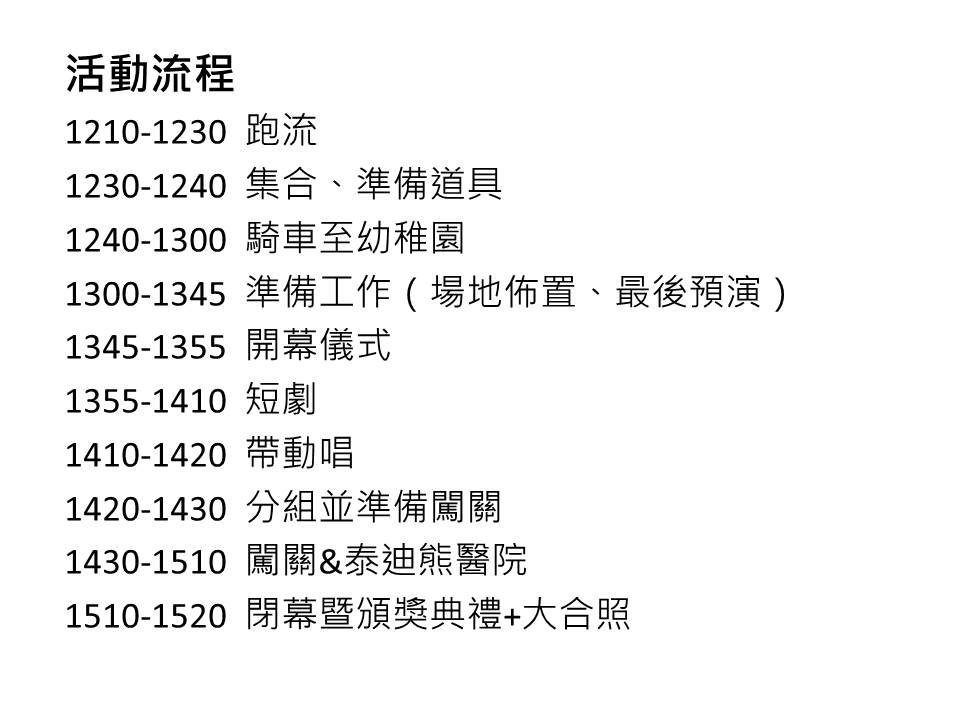 活動流程
1210-1230 跑流
1230-1240 集合、準備道具
1240-1300 騎車至幼稚園
1300-1345 準備工作（場地佈置、最後預演）
1345-1355 開幕儀式
1355-1410 短劇
1410-1420 帶動唱
1420-1430 分組並準備闖關
1430-1510 闖關&泰迪熊醫院
1510-1520 閉幕暨頒獎典禮+大合照